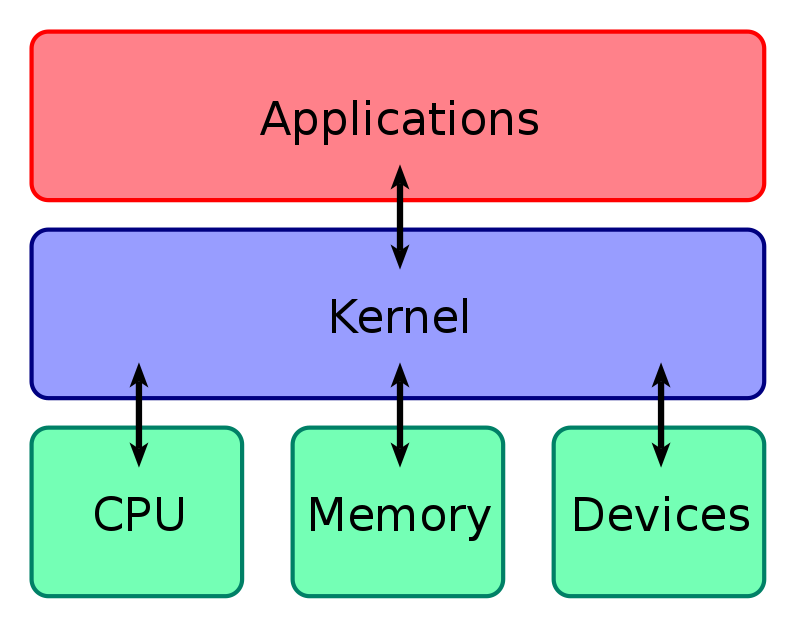 Applications
Kernel
CPU
Memory
Devices